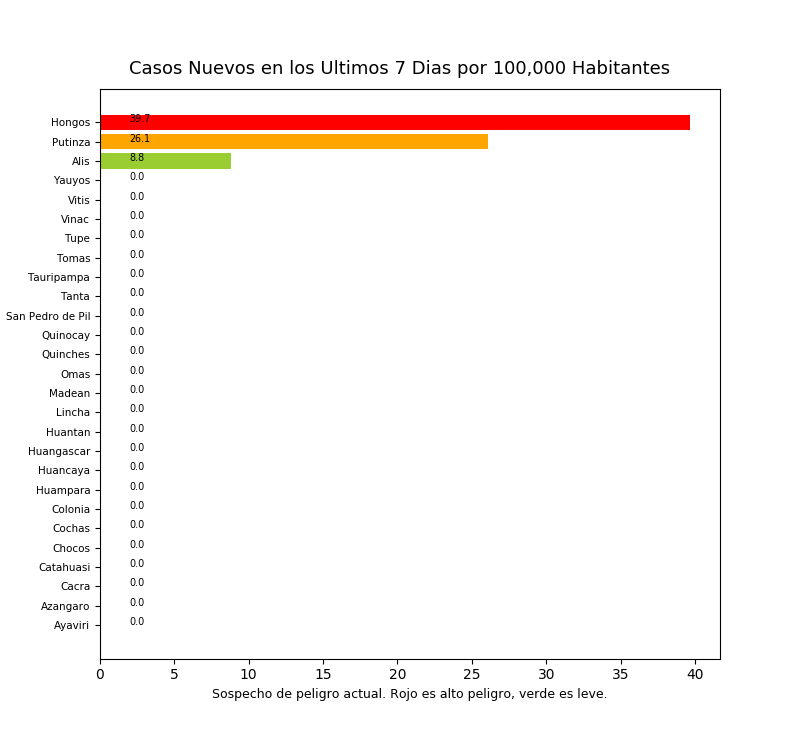 Casos Nuevos en los Ultimos 7 Dias por 100,000 Habitantes
Hongos 39.7
Putinza 26.1
Alis 8.8
Yauyos 0.0
Vitis 0.0
Vinac 0.0
Tupe 0.0
Tomas 0.0
Tauripampa 0.0
Tanta 0.0
San Pedro de Pil 0.0
Quinocay 0.0
Quinches 0.0
Omas 0.0
Madean 0.0
Lincha 0.0
Huantan 0.0
Huangascar 0.0
Huancaya 0.0
Huampara 0.0
Colonia 0.0
Cochas 0.0
Chocos 0.0
Catahuasi 0.0
Cacra 0.0
Azangaro 0.0
Ayaviri 0.0
0 5 10 15 20 25 30 35 40
Sospecho de peligro actual. Rojo es alto peligro, verde es leve.